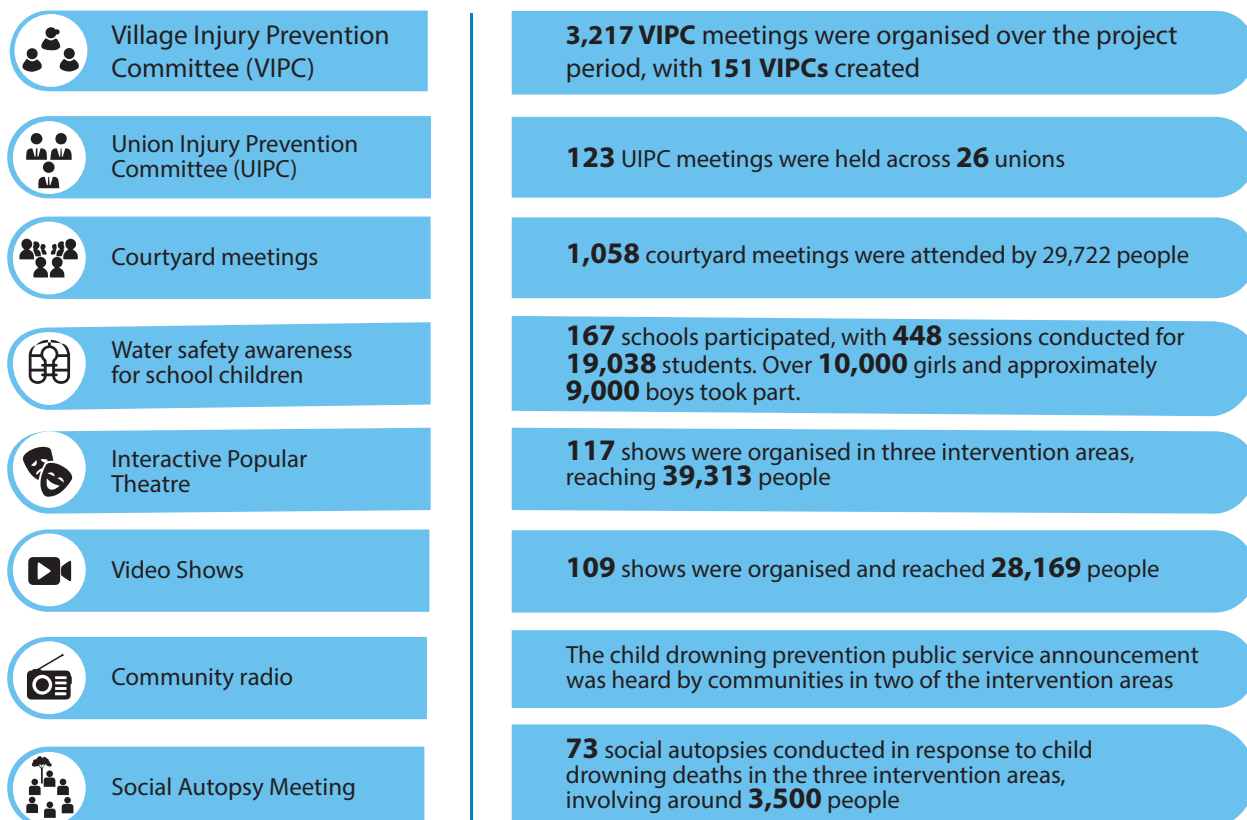 Village Injury Prevention
Committee (VIPC)
3,217 VIPC meetings were organised over the project
period, with 151 VIPCs created
Union Injury Prevention
Committee (UIPC)
123 UIPC meetings were held across 26 unions
Courtyard meetings
1,058 courtyard meetings were attended by 29,722 people
Water safety awareness
for school children
167 schools participated, with 448 sessions conducted for
19,038 students. Over 10,000 girls and approximately
9,000 boys took part.
Interactive Popular
Theatre
117 shows were organised in three intervention areas,
reaching 39,313 people
Video Shows
109 shows were organised and reached 28,169 people
Community radio
The child drowning prevention public service announcement
was heard by communities in two of the intervention areas
Social Autopsy Meeting
73 social autopsies conducted in response to child
drowning deaths in the three intervention areas,
involving around 3,500 people